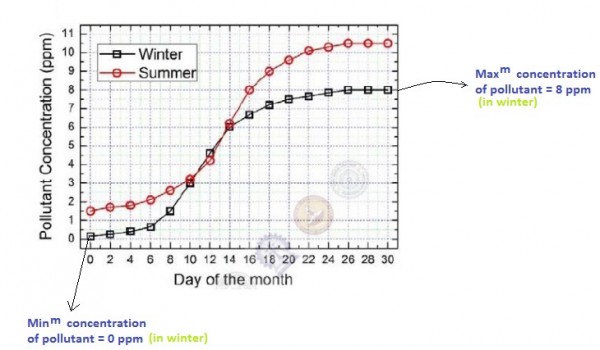 11
10
9
8
7
6
5
4
3
2
1
0
Pollutant Concentration (ppm)
Winter
Summer
0 2 4 6 8 10 12 14 16 18 20 22 24 26 28 30
Day of the month
Maxm concentration
of pollutant = 8 ppm
(in winter)
Minm concentration
of pollutant = 0 ppm (in winter)